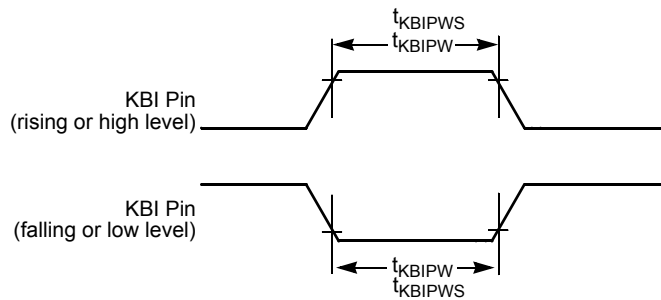 tKBIPWS
tKBIPW
KBI Pin
(rising or high level)
KBI Pin
(falling or low level)
tKBIPW
tKBIPWS